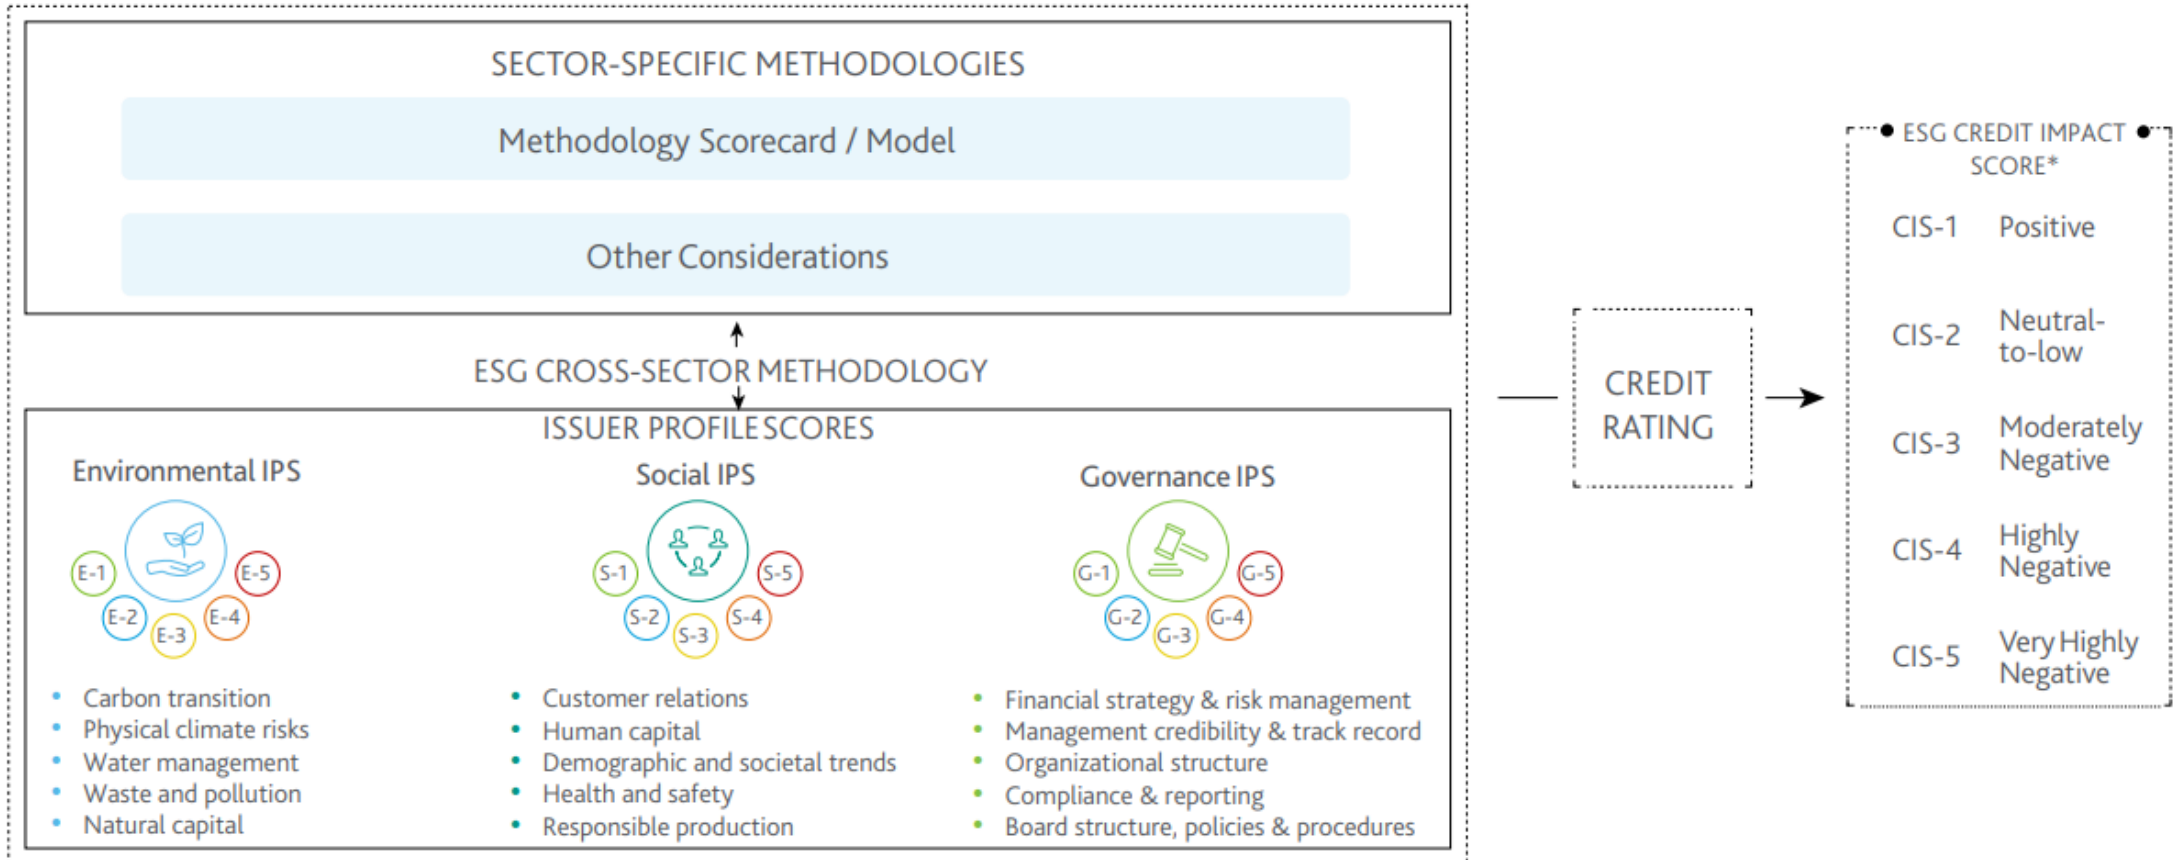 SECTOR-SPECIFIC METHODOLOGIES
Methodology Scorecard / Model
Other Considerations
ESG CROSS-SECTOR METHODOLOGY
ISSUER PROFILE SCORES
Environmental IPS
E-1
E-2
E-3
E-4
E-5
• Carbon transition
• Physical climate risks
• Water management
• Waste and pollution
• Natural capital
Social IPS
S-1
S-2
S-3
S-4
S-5
• Customer relations
• Human capital
• Demographic and societal trends
• Health and safety
• Responsible production
Governance IPS
G-1
G-2
G-3
G-4
G-5
• Financial strategy & risk management
• Management credibility & track record
• Organizational structure
• Compliance & reporting
• Board structure, policies & procedures
CREDIT
RATING
ESG CREDIT IMPACT
SCORE*
CIS-1 Positive
CIS-2 Neutral-
to-low
CIS-3 Moderately
Negative
CIS-4 Highly
Negative
CIS-5 Very Highly
Negative